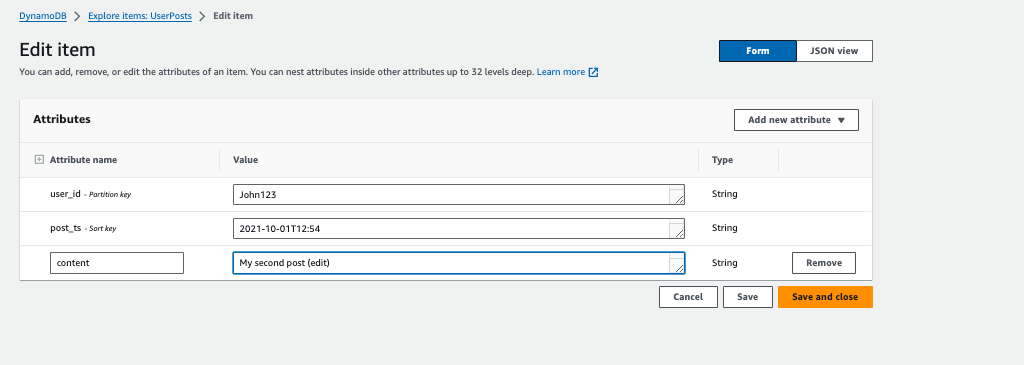 DynamoDB > Explore items: UserPosts > Edit item
Edit item
Form JSON view
You can add, remove, or edit the attributes of an item. You can nest attributes inside other attributes up to 32 levels deep. Learn more
Attributes
Add new attribute
Attribute name Value Type
user_id - Partition key John123 String
post_ts - Sort key 2021-10-01T12:54 String
content My second post (edit) String Remove
Cancel Save Save and close